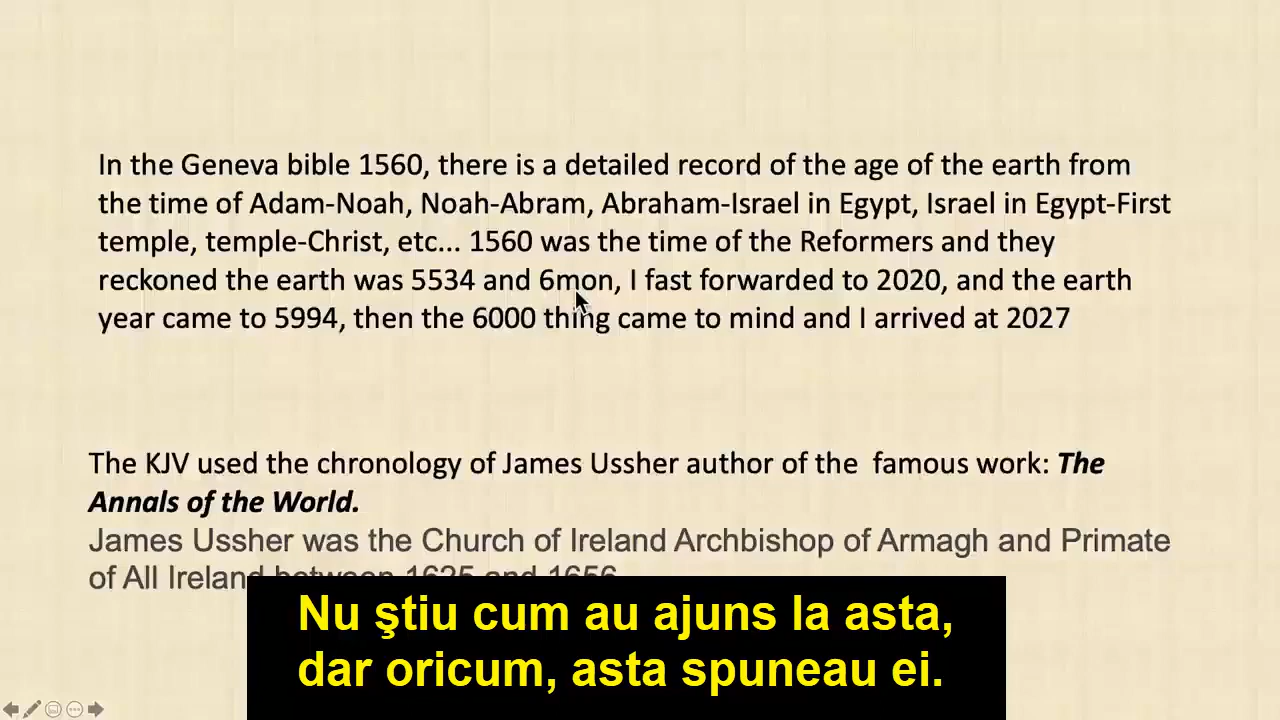 In the Geneva bible 1560, there is a detailed record of the age of the earth from
the time of Adam-Noah, Noah-Abram, Abraham-Israel in Egypt, Israel in Egypt-First
temple, temple-Christ, etc... 1560 was the time of the Reformers and they
reckoned the earth was 5534 and 6mon, I fast forwarded to 2020, and the earth
year came to 5994, then the 6000 thing came to mind and I arrived at 2027
The KJV used the chronology of James Ussher author of the famous work: The
Annals of the World.
James Ussher was the Church of Ireland Archbishop of Armagh and Primate
of All Ireland between 1625 and 1656
Nu ştiu cum au ajuns la asta,
dar oricum, asta spuneau ei.